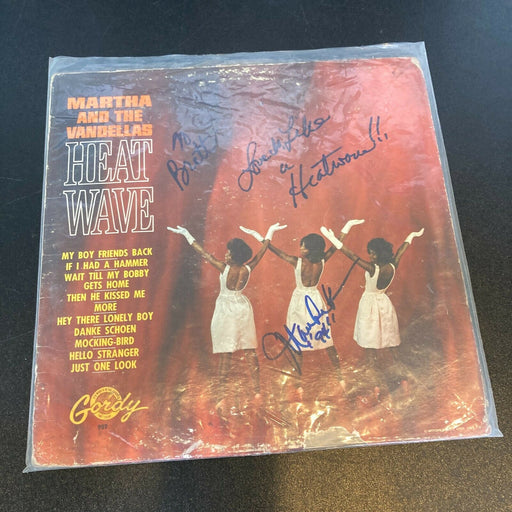 MARTHA
AND THE
VANDELLAS
HEAT
WAVE
MY BOY FRIENDS BACK
IF I HAD A HAMMER
WAIT TILL MY BOBBY
GETS HOME
THEN HE KISSED ME
MORE
HEY THERE LONELY BOY
DANKE SCHOEN
MOCKING-BIRD
HELLO STRANGER
JUST ONE LOOK
Gordy
907
To
Love Like
a
Heatwave!!